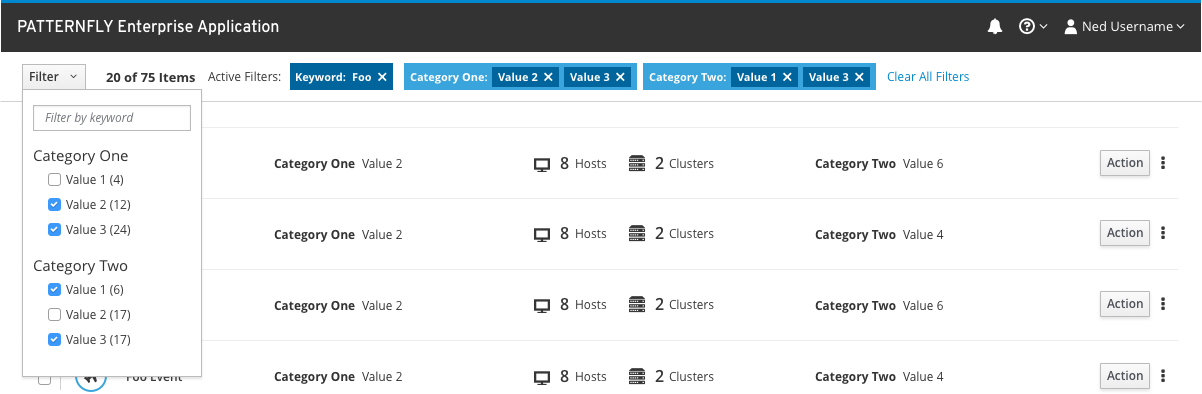 PATTERNFLY Enterprise Application
Ned Username
Filter 20 of 75 Items Active Filters: Keyword: Foo Category One: Value 2 Value 3 Category Two: Value 1 Value 3 Clear All Filters
Filter by keyword
Category One
Value 1 (4)
Value 2 (12)
Value 3 (24)
Category Two
Value 1 (6)
Value 2 (17)
Value 3 (17)
Category One Value 2 8 Hosts 2 Clusters Category Two Value 6 Action
Category One Value 2 8 Hosts 2 Clusters Category Two Value 4 Action
Category One Value 2 8 Hosts 2 Clusters Category Two Value 6 Action
Foo Event Category One Value 2 8 Hosts 2 Clusters Category Two Value 4 Action